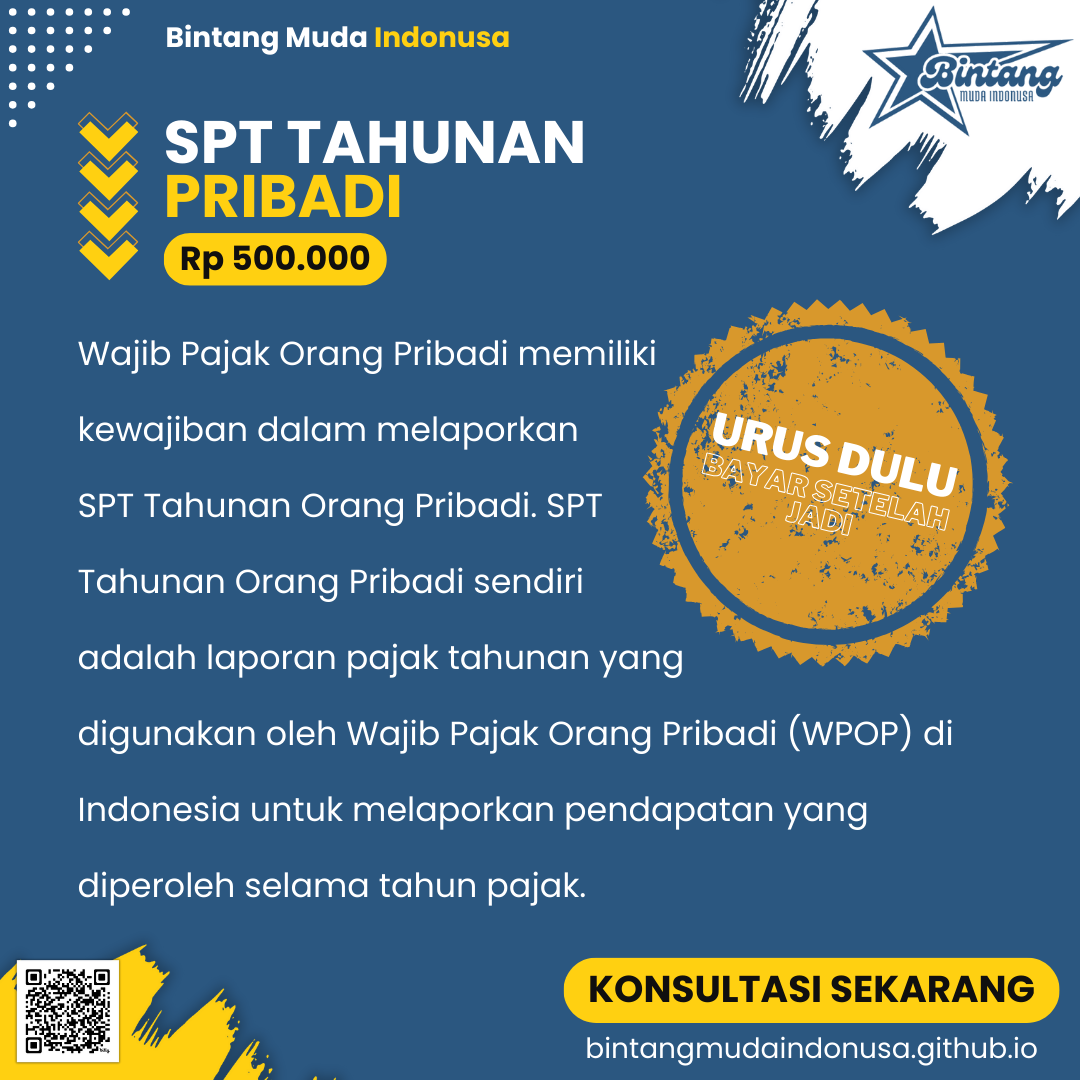 Bintang Muda Indonusa
Bintang
MUDA INDONUSA
SPT TAHUNAN
PRIBADI
Rp 500.000
Wajib Pajak Orang Pribadi memiliki
kewajiban dalam melaporkan
SPT Tahunan Orang Pribadi. SPT
Tahunan Orang Pribadi sendiri
adalah laporan pajak tahunan yang
digunakan oleh Wajib Pajak Orang Pribadi (WPOP) di
Indonesia untuk melaporkan pendapatan yang
diperoleh selama tahun pajak.
URUS DULU
BAYAR SETELAH
JADI
KONSULTASI SEKARANG
bintangmudaindonusa.github.io